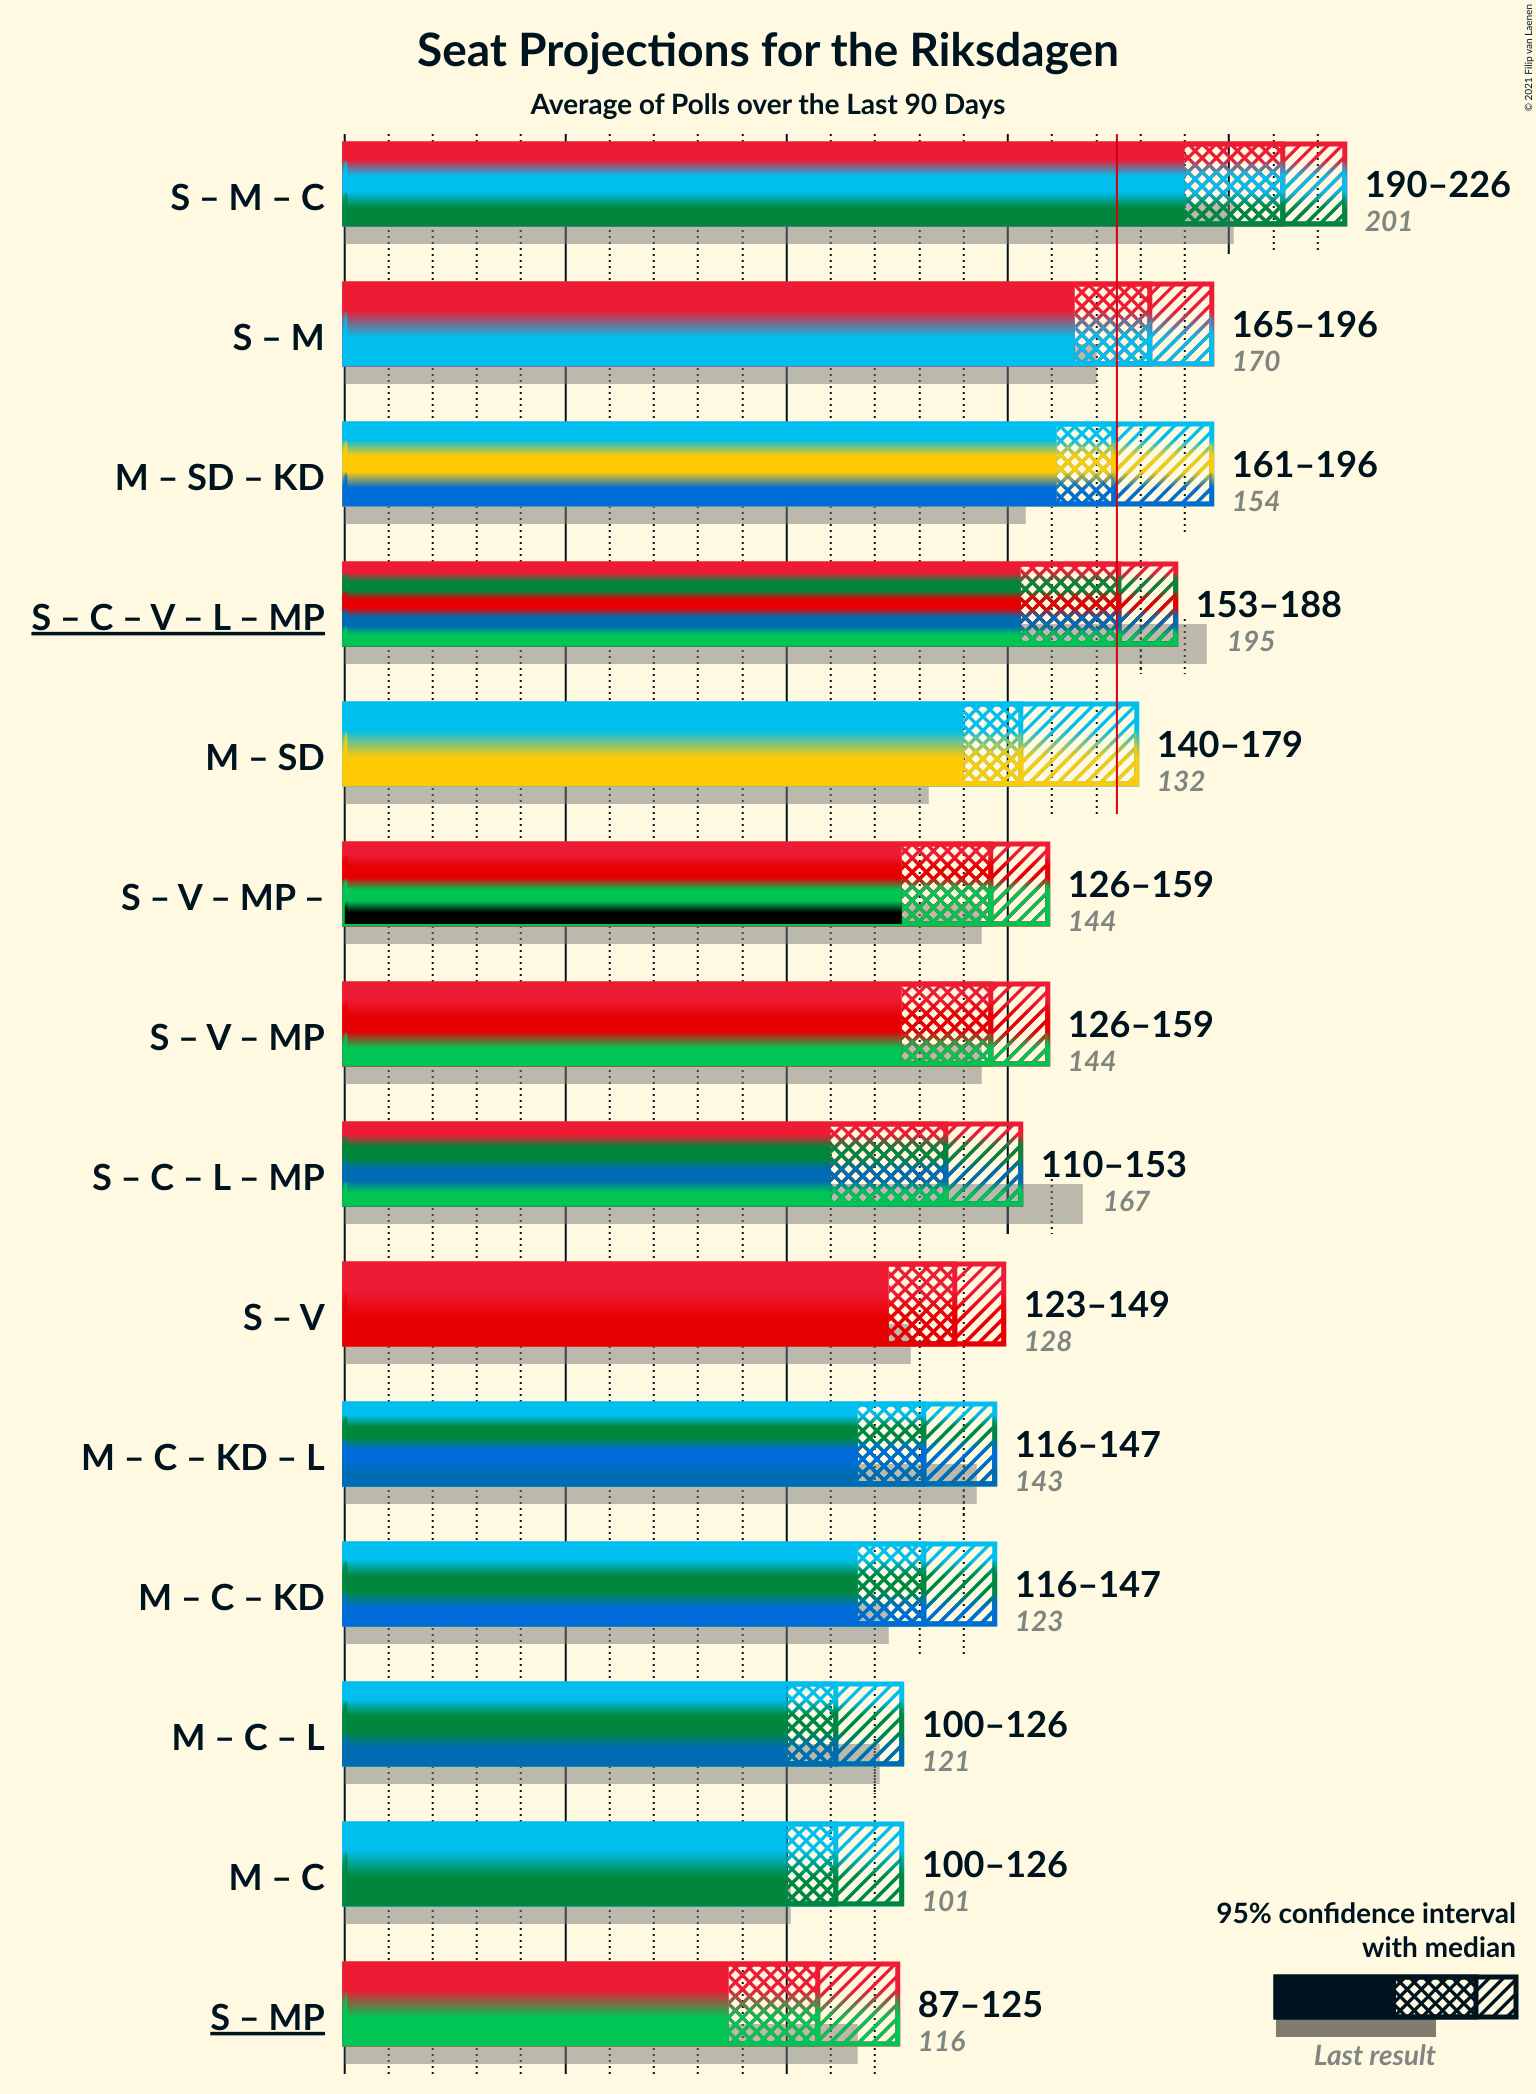 Seat Projections for the Riksdagen
Average of Polls over the Last 90 Days
© 2021 Filip van Laenen
S – M – C
190–226
201
S – M
165–196
170
M – SD – KD
161–196
154
S – C – V – L – MP
153–188
195
M – SD
140–179
132
S – V – MP –
126–159
144
S – V – MP
126–159
144
S – C – L – MP
110–153
167
S – V
123–149
128
M – C – KD – L
116–147
143
M – C – KD
116–147
123
M – C – L
100–126
121
M – C
100–126
101
S – MP
87–125
116
95% confidence interval
with median
Last result